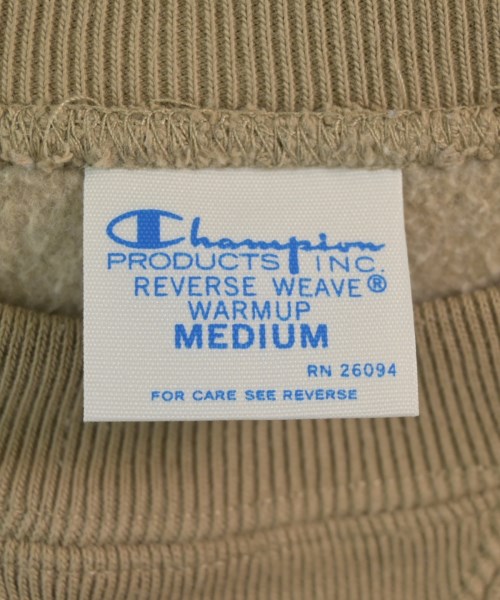 Champion
PRODUCTS INC.
REVERSE WEAVE®
WARMUP
MEDIUM
RN 26094
FOR CARE SEE REVERSE